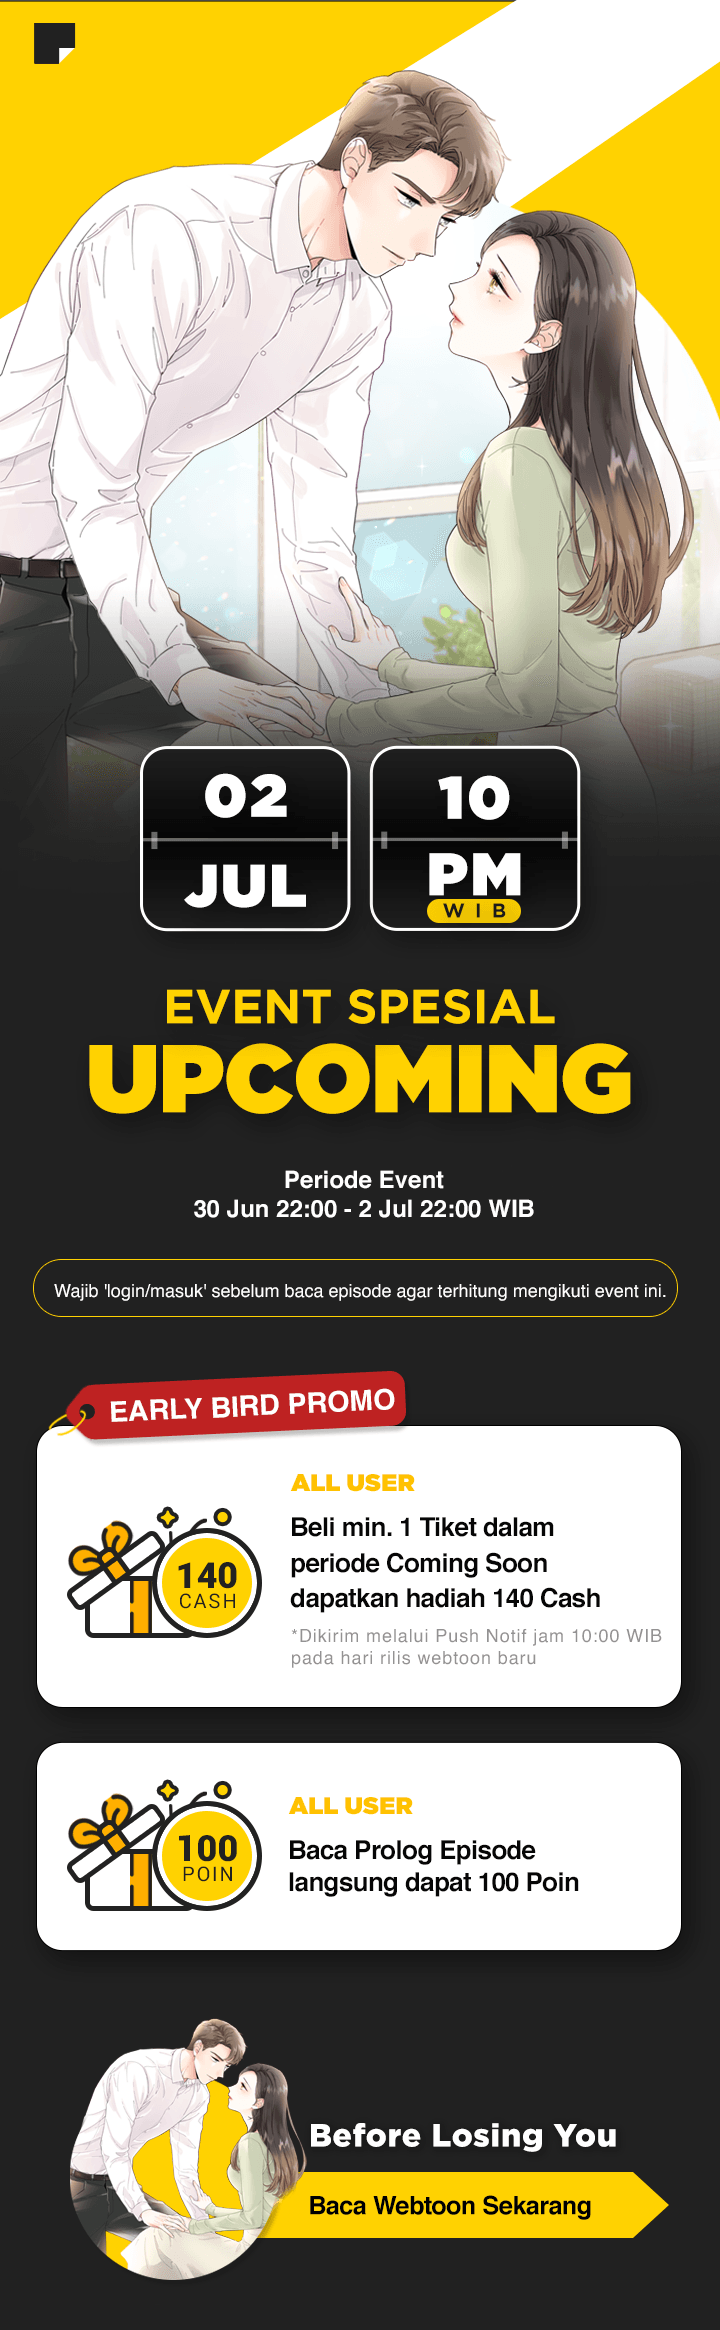 02
JUL
10
PM
WIB
EVENT SPESIAL
UPCOMING
Periode Event
30 Jun 22:00 - 2 Jul 22:00 WIB
Wajib 'login/masuk' sebelum baca episode agar terhitung mengikuti event ini.
EARLY BIRD PROMO
ALL USER
Beli min. 1 Tiket dalam
periode Coming Soon
dapatkan hadiah 140 Cash
*Dikirim melalui Push Notif jam 10:00 WIB
pada hari rilis webtoon baru
140
CASH
ALL USER
Baca Prolog Episode
langsung dapat 100 Poin
100
POIN
Before Losing You
Baca Webtoon Sekarang